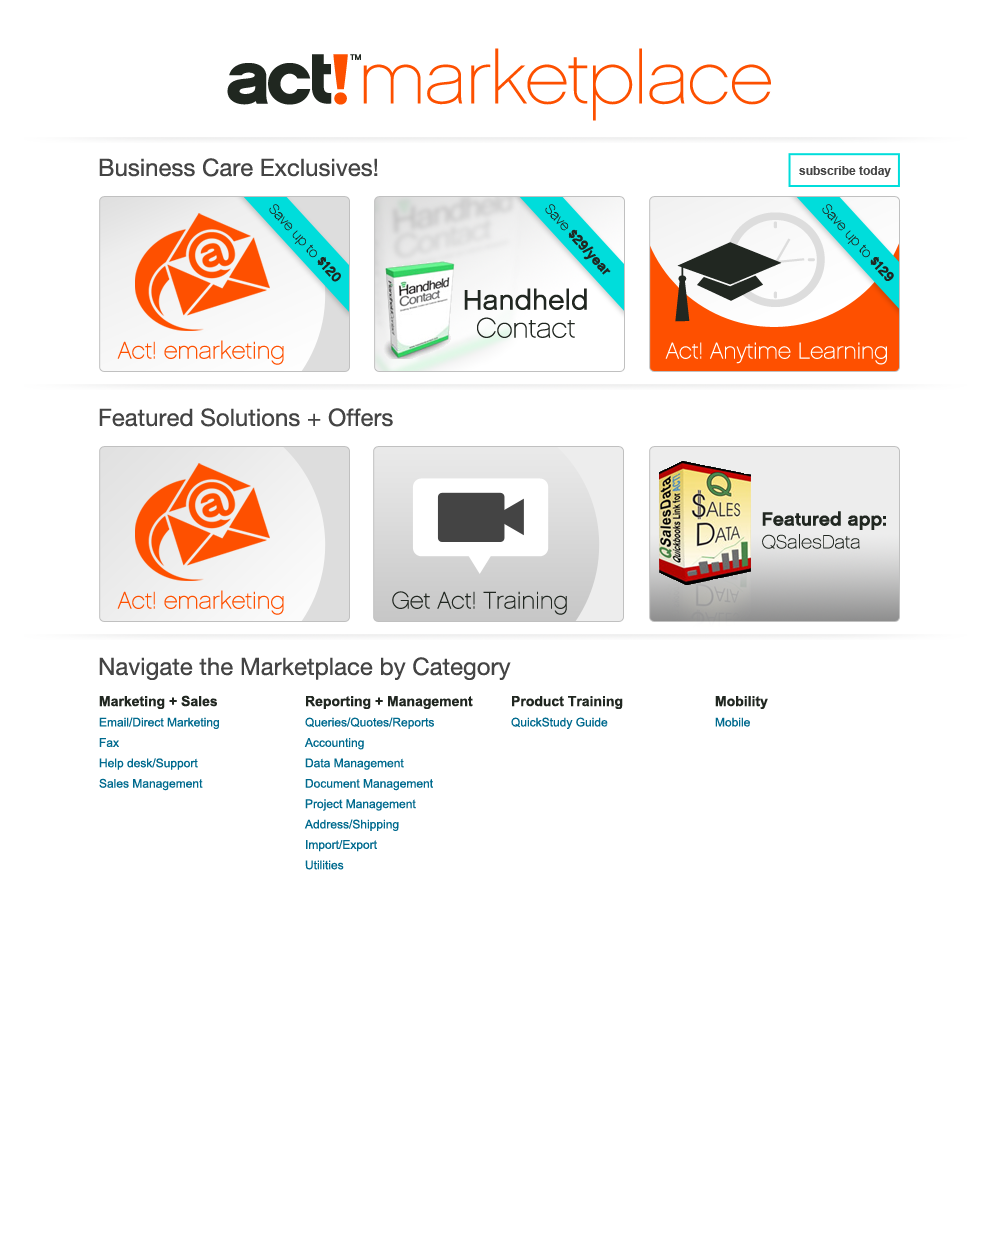 act!™ marketplace
Business Care Exclusives!
subscribe today
Save up to $120
Act! emarketing
Handheld
Contact
Save $29/year
Handheld
Contact
Handheld
Contact
Save up to $129
Act! Anytime Learning
Featured Solutions + Offers
Act! emarketing
Get Act! Training
QSalesData
Quickbooks Link for ACT!
Q
$ALES
DATA
Featured app:
QSalesData
Navigate the Marketplace by Category
Marketing + Sales
Email/Direct Marketing
Fax
Help desk/Support
Sales Management
Reporting + Management
Queries/Quotes/Reports
Accounting
Data Management
Document Management
Project Management
Address/Shipping
Import/Export
Utilities
Product Training
QuickStudy Guide
Mobility
Mobile